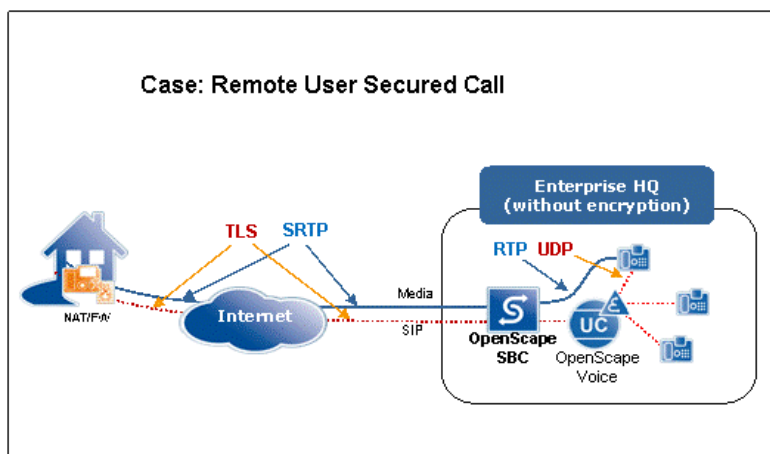 Case: Remote User Secured Call
Enterprise HQ
(without encryption)
TLS
SRTP
RTP
UDP
Media
NAT/FW
Internet
SIP
UC
OpenScape
SBC
OpenScape
Voice